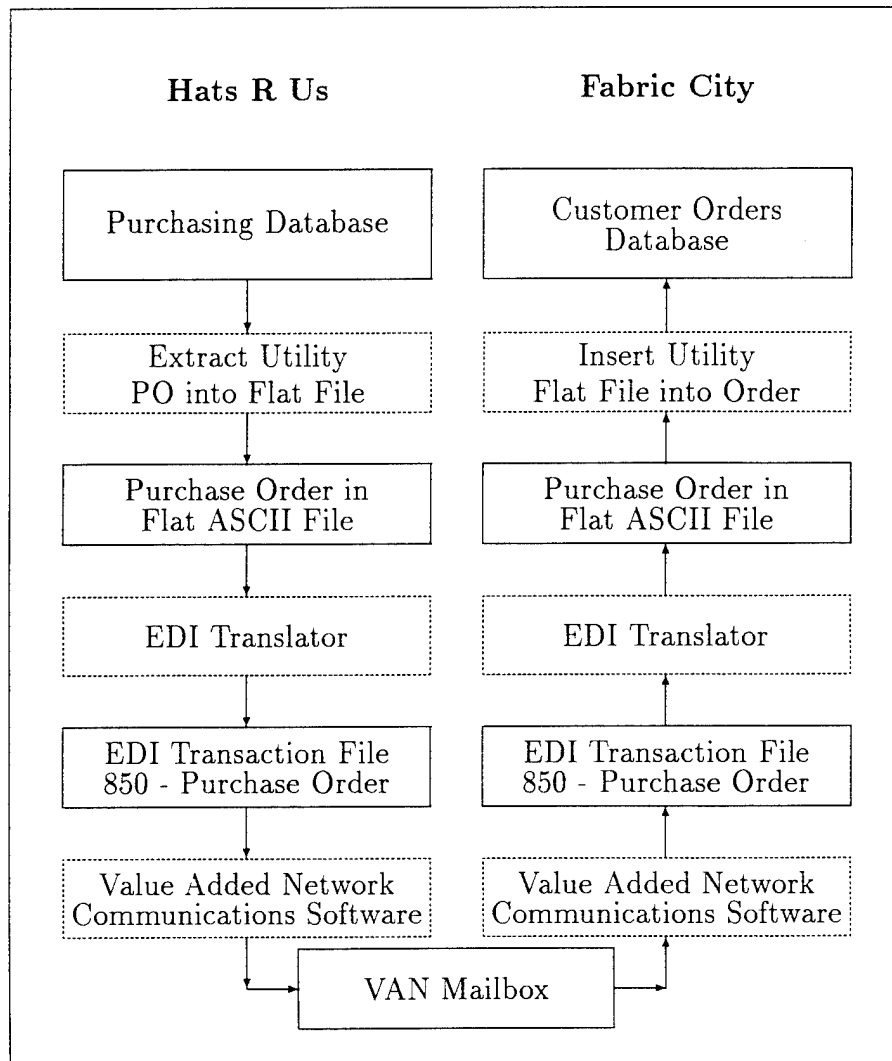 Hats R Us
Fabric City
Purchasing Database
Customer Orders
Database
Extract Utility
PO into Flat File
Insert Utility
Flat File into Order
Purchase Order in
Flat ASCII File
Purchase Order in
Flat ASCII File
EDI Translator
EDI Translator
EDI Transaction File
850 - Purchase Order
EDI Transaction File
850 - Purchase Order
Value Added Network
Communications Software
Value Added Network
Communications Software
VAN Mailbox